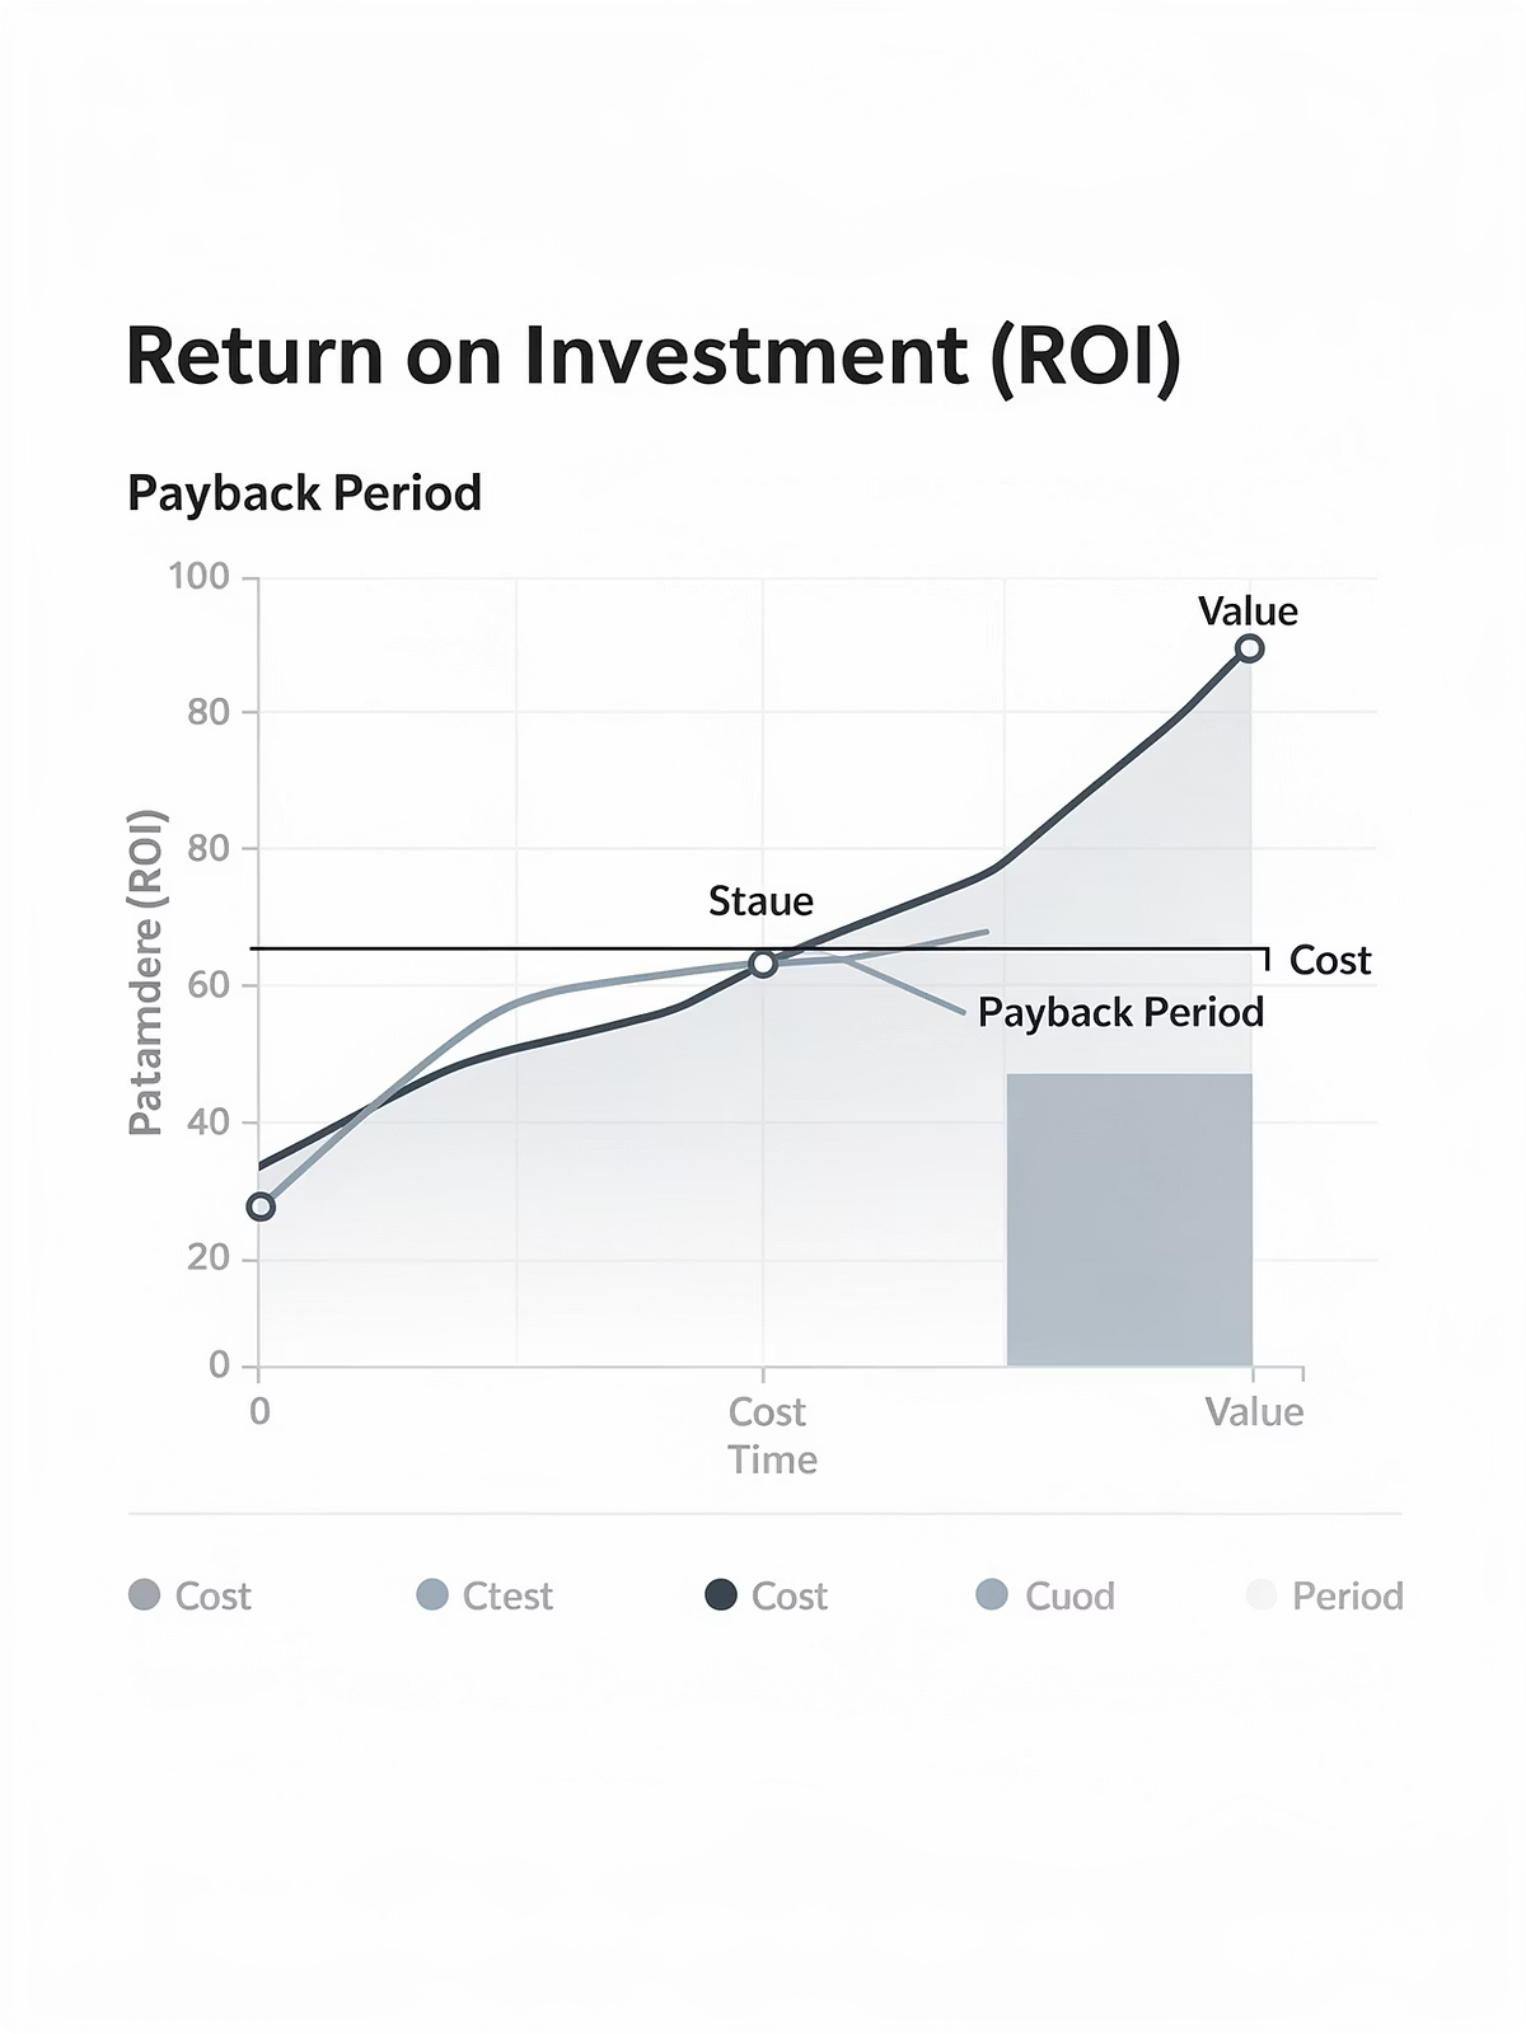 Return on Investment (ROI)
Payback Period
100
Value
80
80
Patamdere (ROI)
Staue
Cost
60
Payback Period
40
20
0
0
Cost
Value
Time
Cost
Ctest
Cost
Cuod
Period